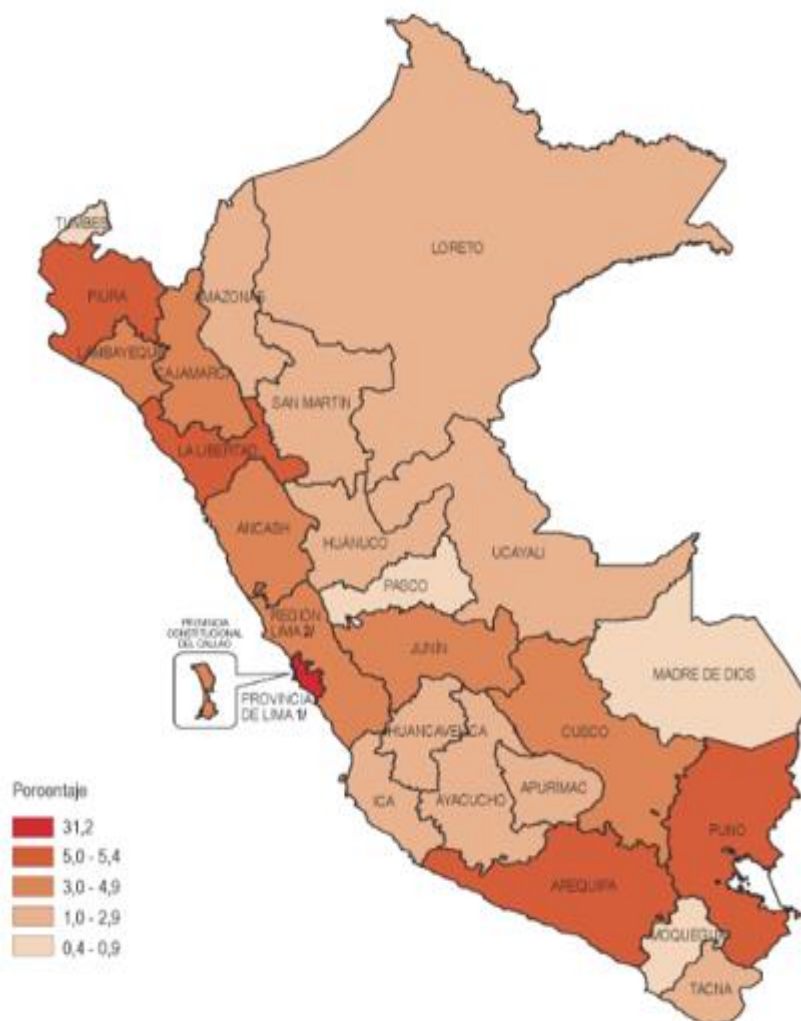 TUMBES
LORETO
PIURA
AMAZONAS
LAMBAYEQUE
CAJAMARCA
SAN MARTIN
LA LIBERTAD
ANCASH
HUÁNUCO
UCAYALI
PASCO
REGIÓN
LIMA 2/
PROVINCIA
CONSTITUCIONAL
DEL CALLAO
JUNÍN
MADRE DE DIOS
PROVINCIA
DE LIMA 1/
HUANCAVELICA
CUSCO
ICA
AYACUCHO
APURIMAC
PUNO
AREQUIPA
MOQUEGUA
TACNA
Porcentaje
31,2
5,0 - 5,4
3,0 - 4,9
1,0 - 2,9
0,4 - 0,9